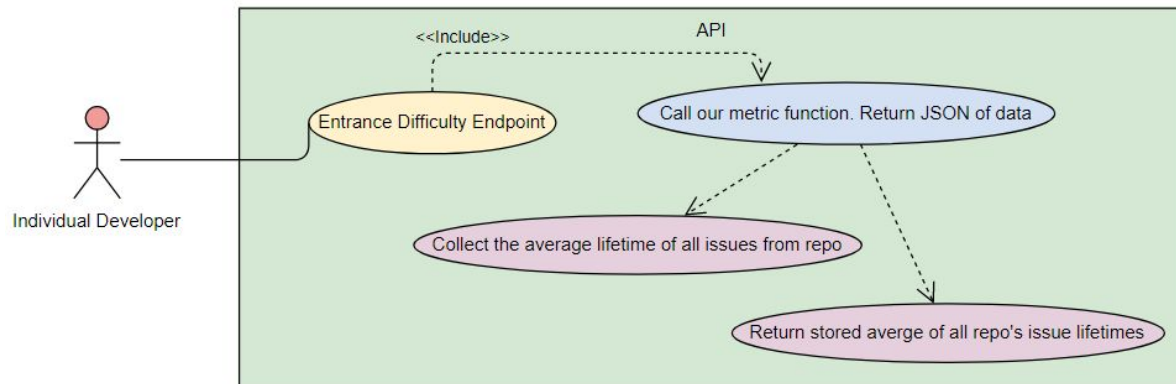 <<Include>>
API
Entrance Difficulty Endpoint
Call our metric function. Return JSON of data
Individual Developer
Collect the average lifetime of all issues from repo
Return stored averge of all repo's issue lifetimes